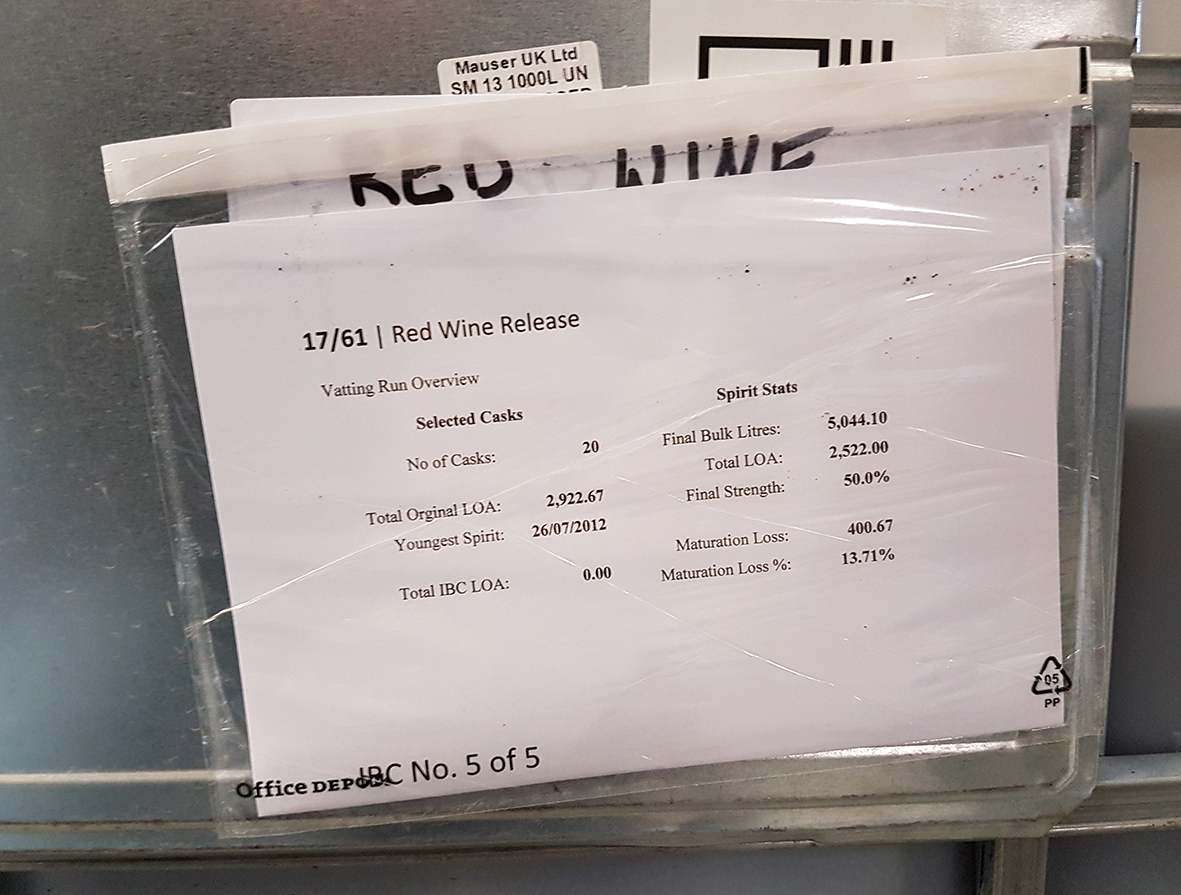 Mauser UK Ltd
SM 13 1000L UN
RED WINE
17/61 | Red Wine Release
Vatting Run Overview
Selected Casks
No of Casks: 20
Total Orginal LOA: 2,922.67
Youngest Spirit: 26/07/2012
Total IBC LOA: 0.00
Spirit Stats
Final Bulk Litres: 5,044.10
Total LOA: 2,522.00
Final Strength: 50.0%
Maturation Loss: 400.67
Maturation Loss %: 13.71%
05
PP
Office DEPOT
IBC No. 5 of 5